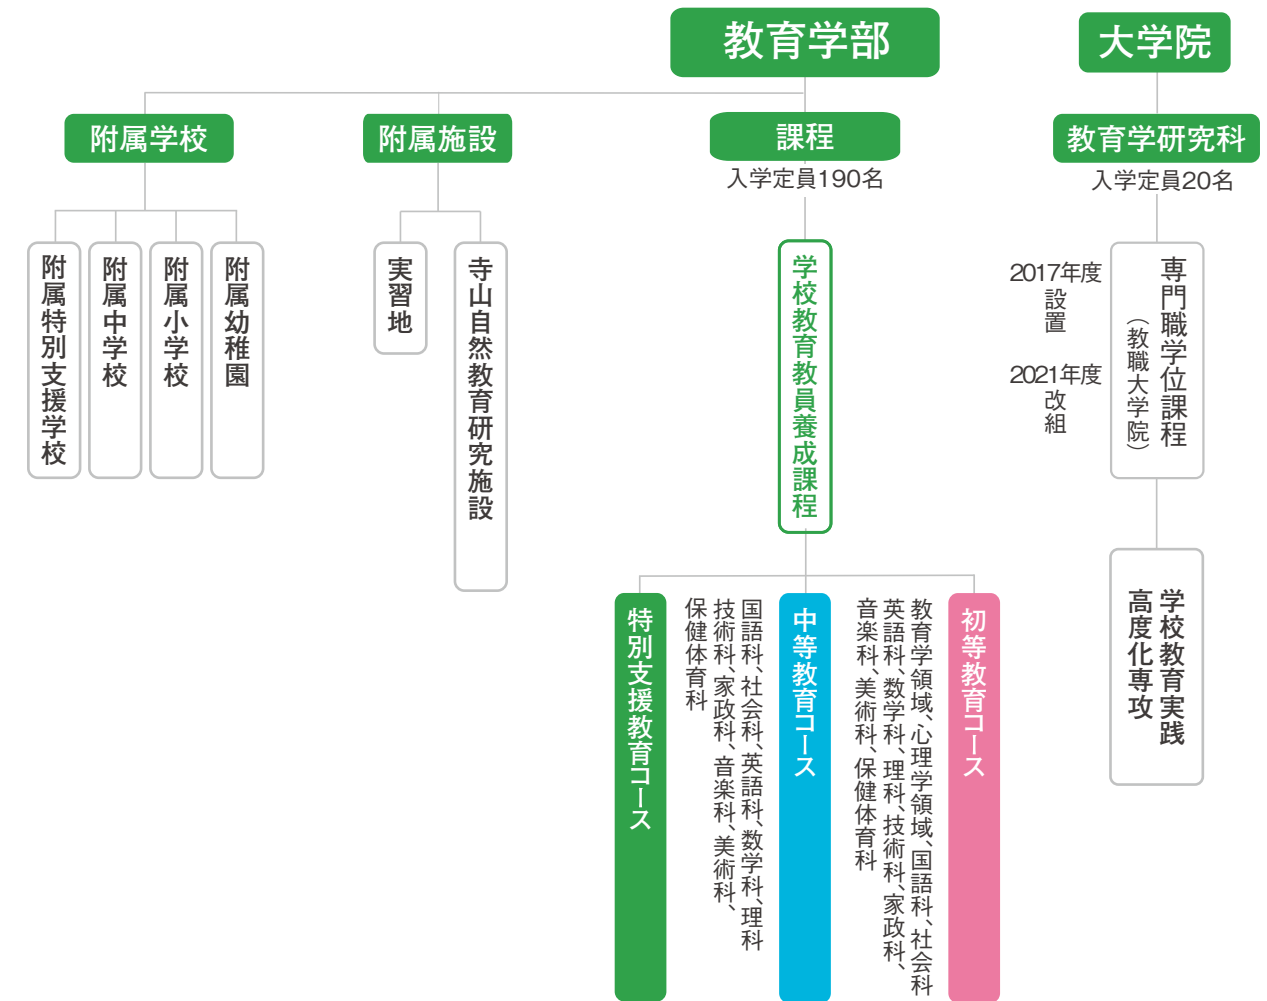 教育学部
大学院
附属学校
附属施設
課程
入学定員190名
教育学研究科
入学定員20名
附属特別支援学校
附属中学校
附属小学校
附属幼稚園
実習地
寺山自然教育研究施設
学校教育教員養成課程
2017年度
設置
2021年度
改組
専門職学位課程
（教職大学院）
学校教育実践
高度化専攻
初等教育コース
教育学領域、心理学領域、国語科、社会科
英語科、数学科、理科、技術科、家政科、
音楽科、美術科、保健体育科
中等教育コース
国語科、社会科、英語科、数学科、理科
技術科、家政科、音楽科、美術科、
保健体育科
特別支援教育コース